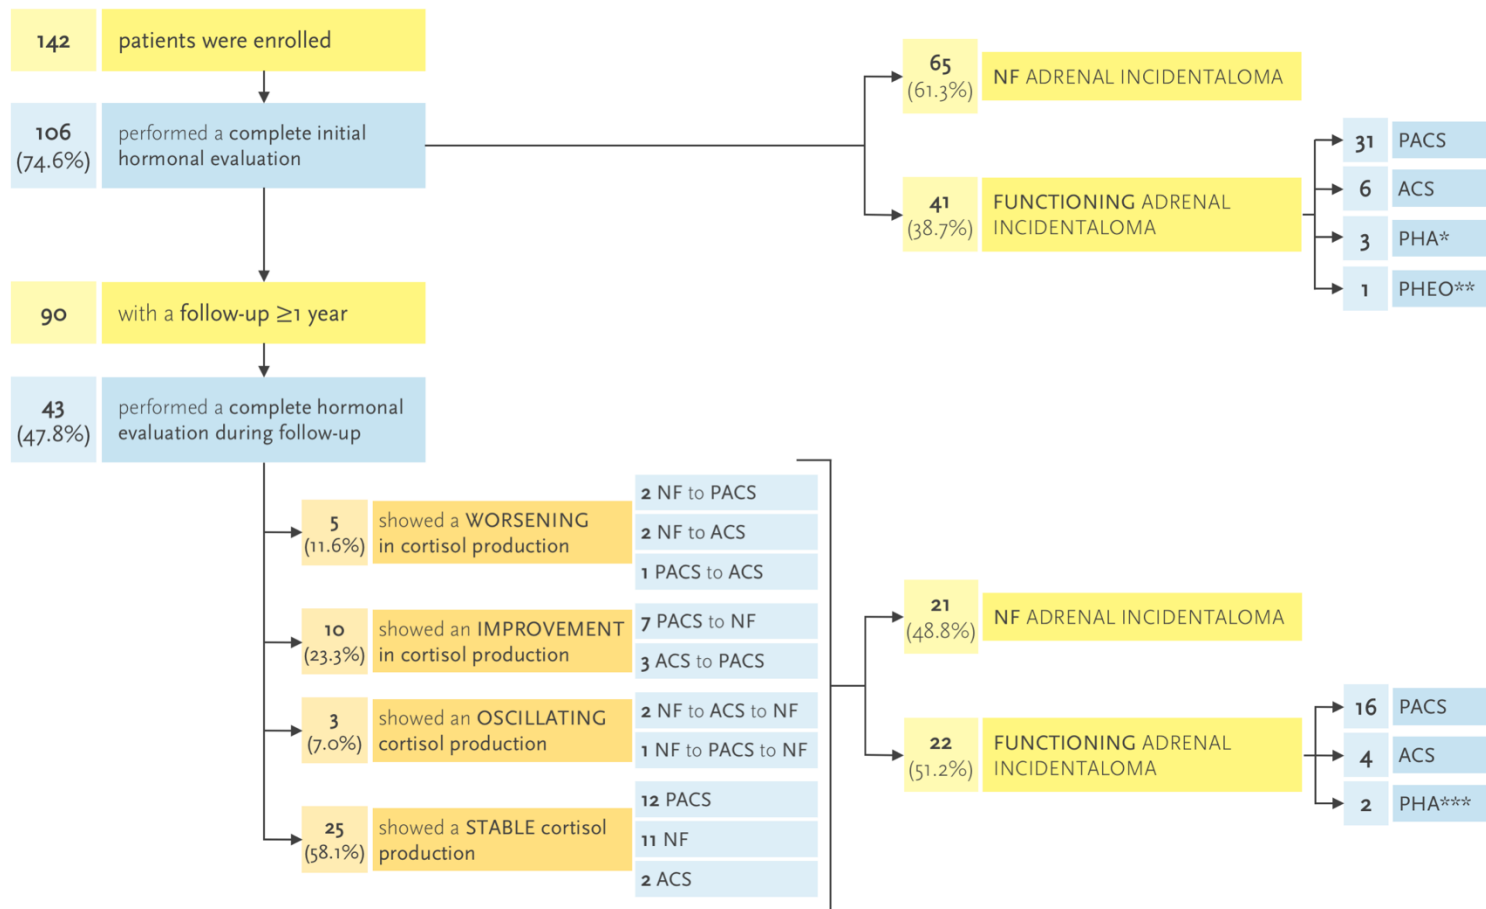 142
patients were enrolled
106
(74.6%)
performed a complete initial
hormonal evaluation
65
(61.3%)
NF ADRENAL INCIDENTALOMA
41
(38.7%)
FUNCTIONING ADRENAL
INCIDENTALOMA
31
PACS
6
ACS
3
PHA*
1
PHEO**
90
with a follow-up ≥1 year
43
(47.8%)
performed a complete hormonal
evaluation during follow-up
5
(11.6%)
showed a WORSENING
in cortisol production
2 NF to PACS
2 NF to ACS
1 PACS to ACS
10
(23.3%)
showed an IMPROVEMENT
in cortisol production
7 PACS to NF
3 ACS to PACS
3
(7.0%)
showed an OSCILLATING
cortisol production
2 NF to ACS to NF
1 NF to PACS to NF
25
(58.1%)
showed a STABLE cortisol
production
12 PACS
11 NF
2 ACS
21
(48.8%)
NF ADRENAL INCIDENTALOMA
22
(51.2%)
FUNCTIONING ADRENAL
INCIDENTALOMA
16
PACS
4
ACS
2
PHA***